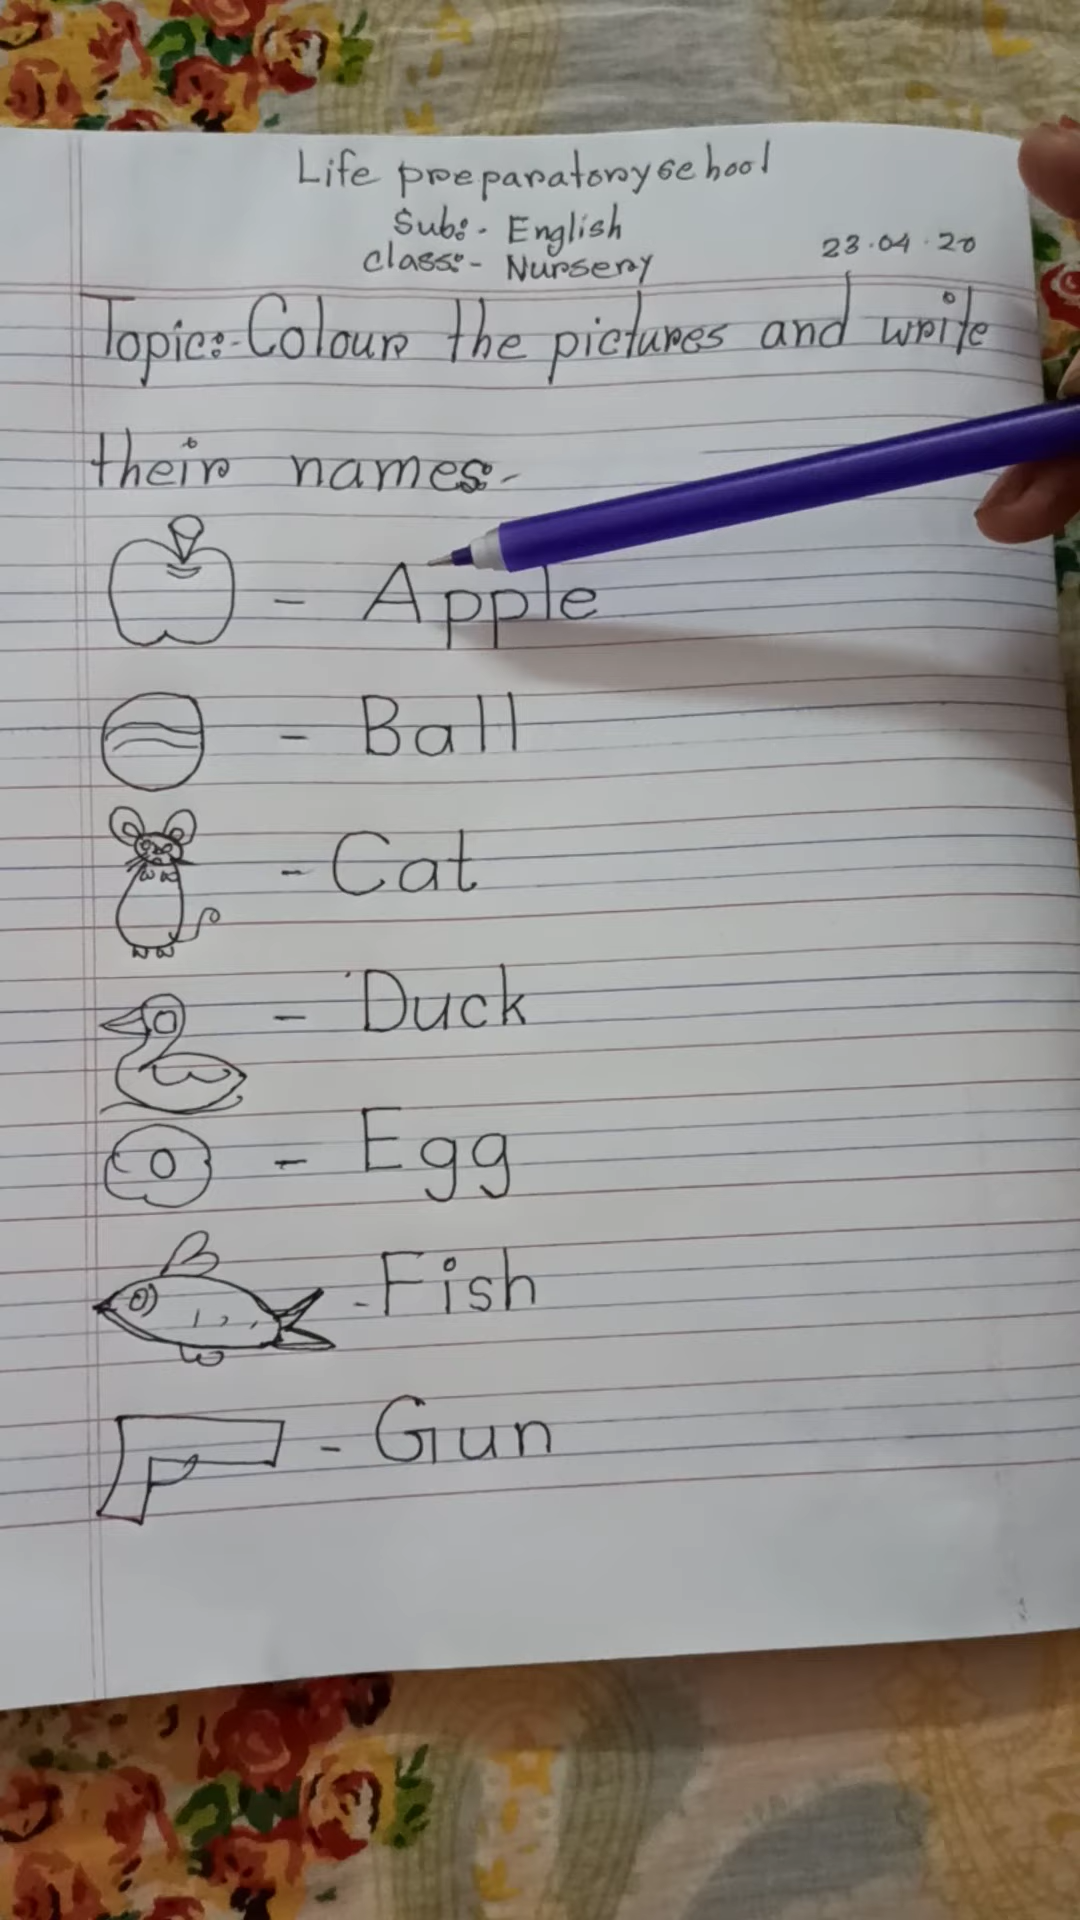 Life preparatory school
Sub:- English
class:- Nursery
23.04.20
Topic:- Colour the pictures and write
their names:-
- Apple
- Ball
- Cat
- Duck
- Egg
- Fish
- Gun